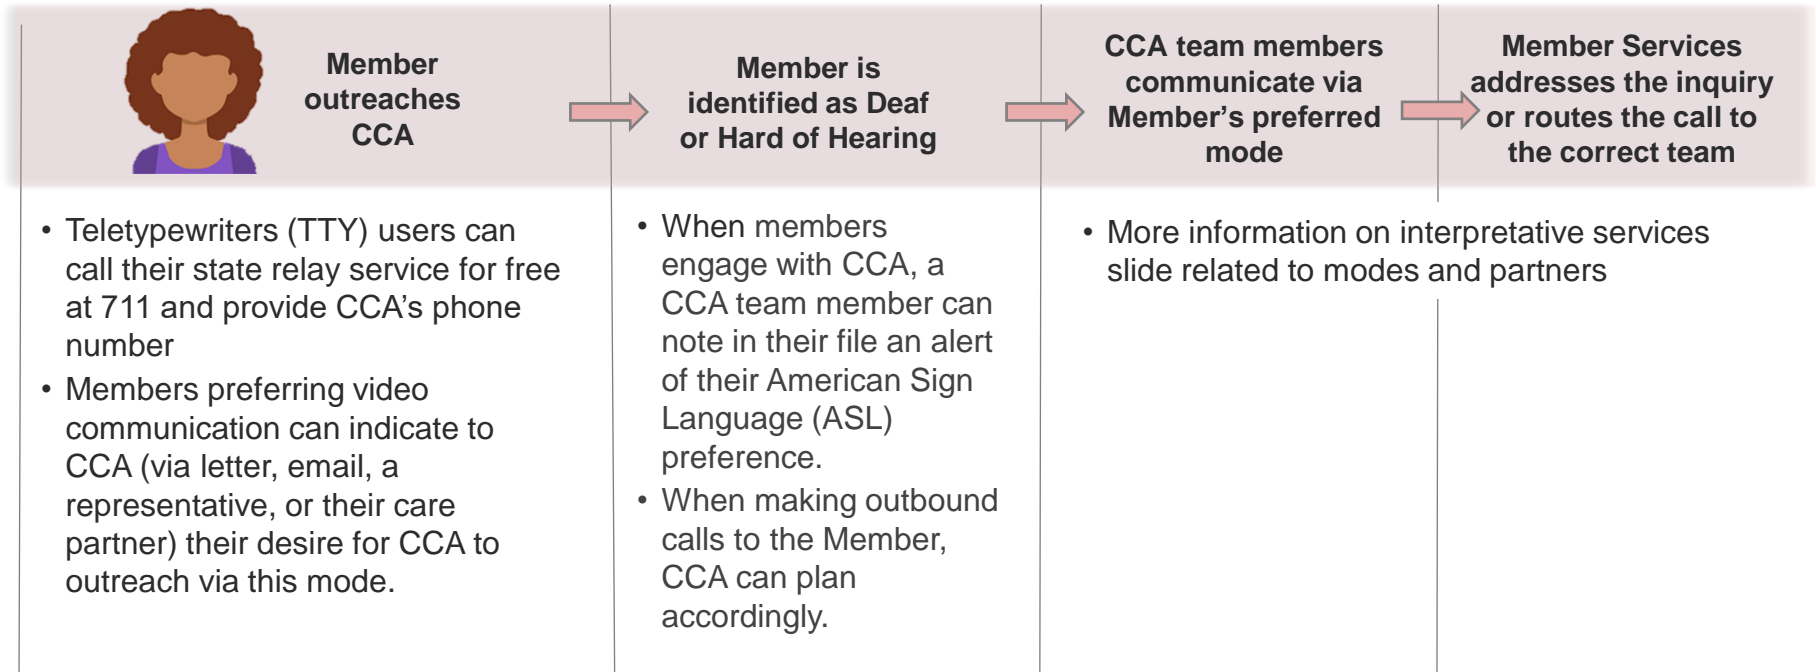 Member
outreaches
CCA
Member is
identified as Deaf
or Hard of Hearing
CCA team members
communicate via
Member’s preferred
mode
Member Services
addresses the inquiry
or routes the call to
the correct team
• Teletypewriters (TTY) users can
call their state relay service for free
at 711 and provide CCA’s phone
number
• Members preferring video
communication can indicate to
CCA (via letter, email, a
representative, or their care
partner) their desire for CCA to
outreach via this mode.
• When members
engage with CCA, a
CCA team member can
note in their file an alert
of their American Sign
Language (ASL)
preference.
• When making outbound
calls to the Member,
CCA can plan
accordingly.
• More information on interpretative services
slide related to modes and partners